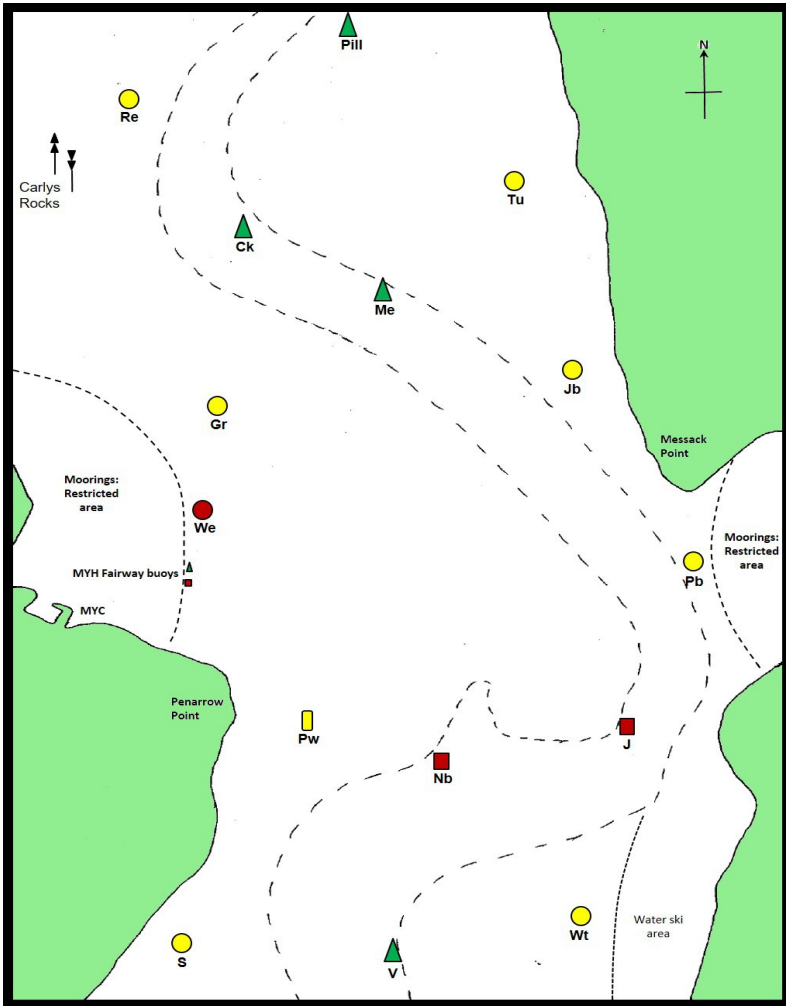 Pill
N
Re
Carlys
Rocks
Tu
Ck
Me
Jb
Gr
Messack
Point
Moorings:
Restricted
area
We
Moorings:
Restricted
area
MYH Fairway buoys
Pb
MYC
Penarrow
Point
Pw
J
Nb
Water ski
area
Wt
S
V